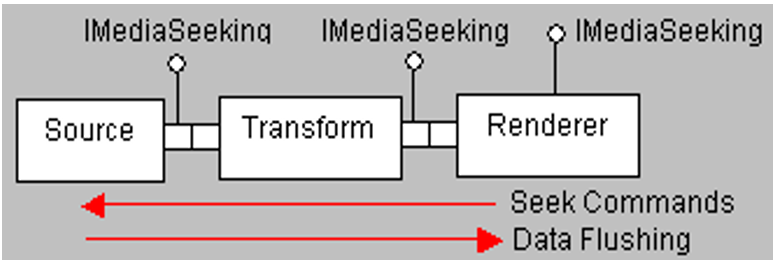 IMediaSeeking IMediaSeeking IMediaSeeking
Source Transform Renderer
Seek Commands
Data Flushing